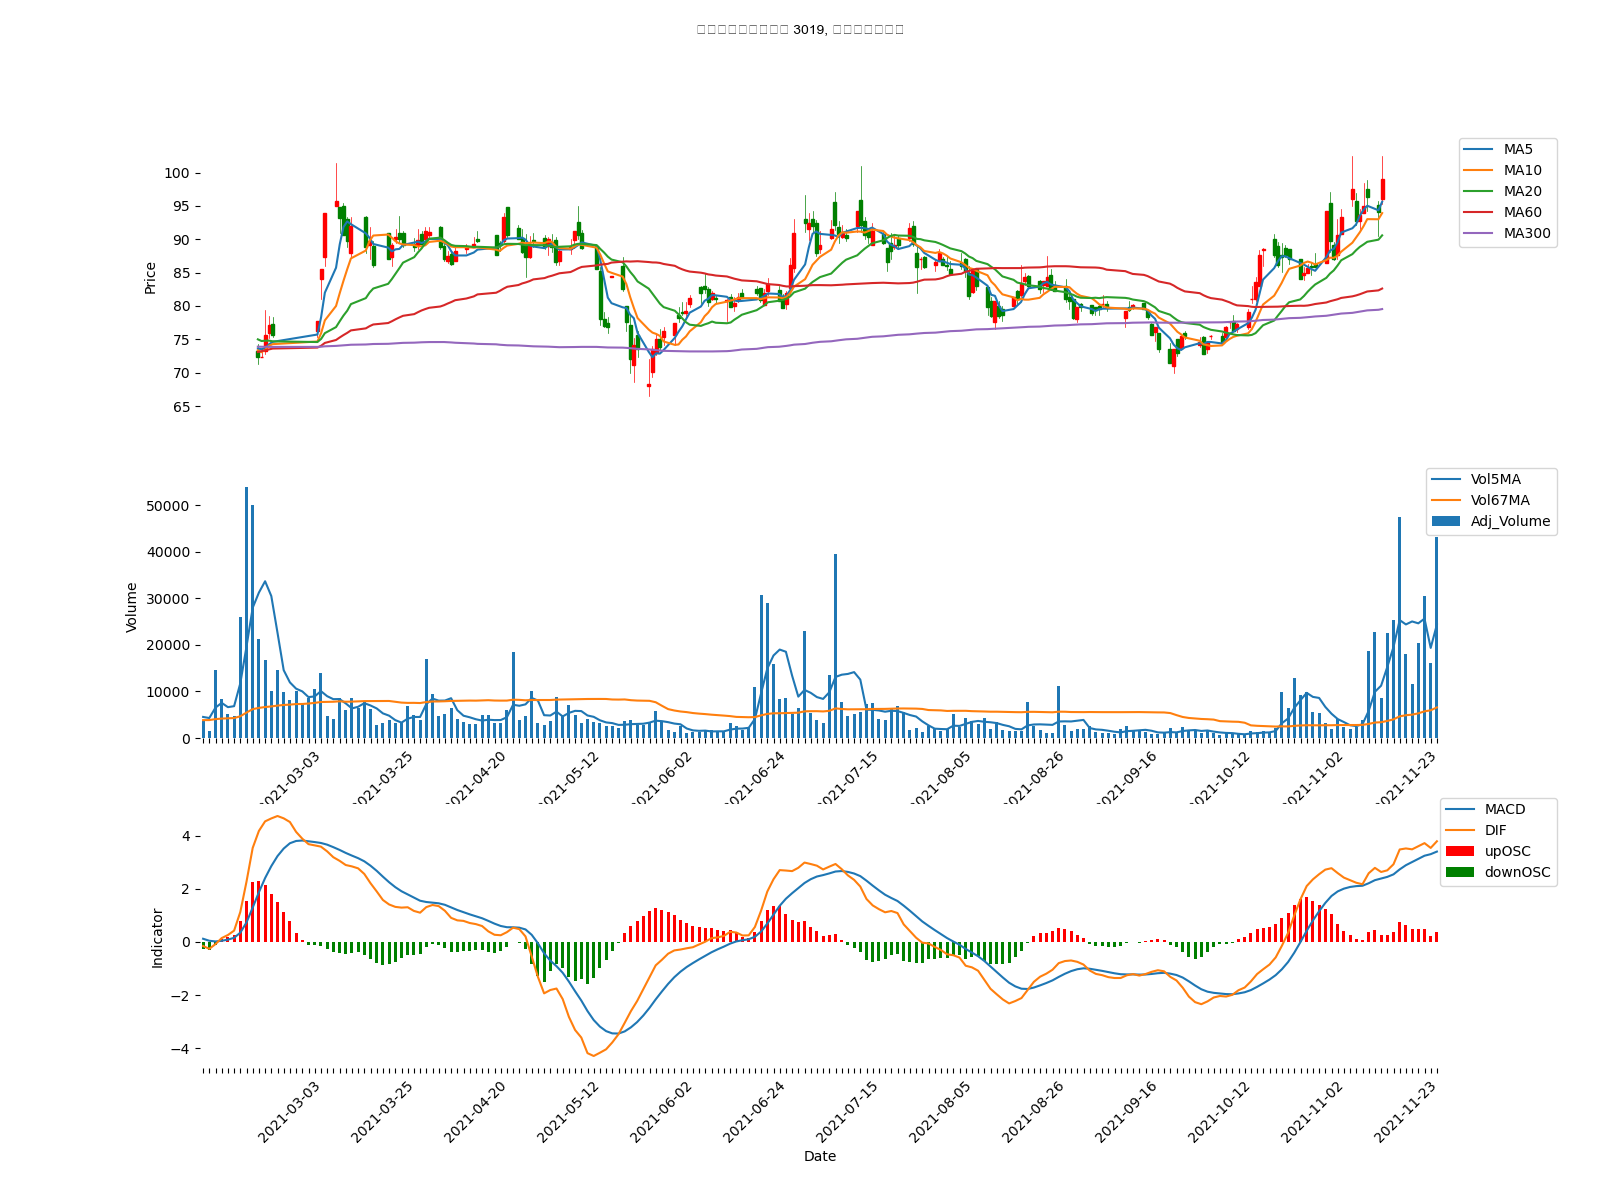 3019,
MA5
MA10
MA20
MA60
MA300
Price
100
95
90
85
80
75
70
65
Vol5MA
Vol67MA
Adj_Volume
Volume
50000
40000
30000
20000
10000
0
2021-03-03 2021-03-25 2021-04-20 2021-05-12 2021-06-02 2021-06-24 2021-07-15 2021-08-05 2021-08-26 2021-09-16 2021-10-12 2021-11-02 2021-11-23
MACD
DIF
upOSC
downOSC
Indicator
4
2
0
−2
−4
2021-03-03 2021-03-25 2021-04-20 2021-05-12 2021-06-02 2021-06-24 2021-07-15 2021-08-05 2021-08-26 2021-09-16 2021-10-12 2021-11-02 2021-11-23
Date